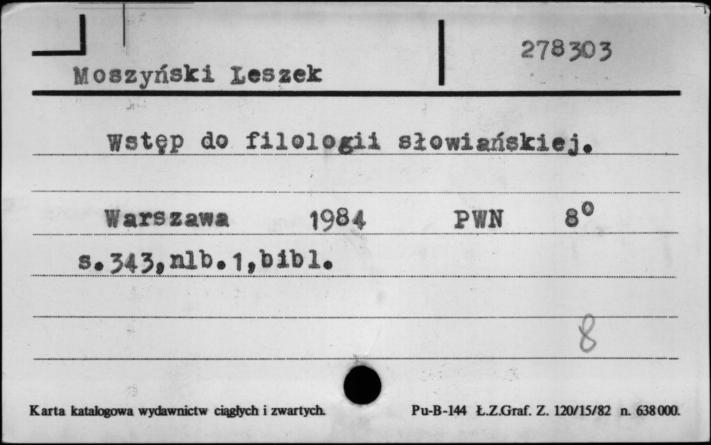 278303
Moszyński Leszek
Wstęp do filologii słowiańskiej.
Warszawa 1984 PWN 8°
s.343,nlb.1,bibl.
8
Karta katalogowa wydawnictw ciągłych i zwartych. Pu-B-144 Ł.Z.Graf. Z. 120/15/82 n. 638000.